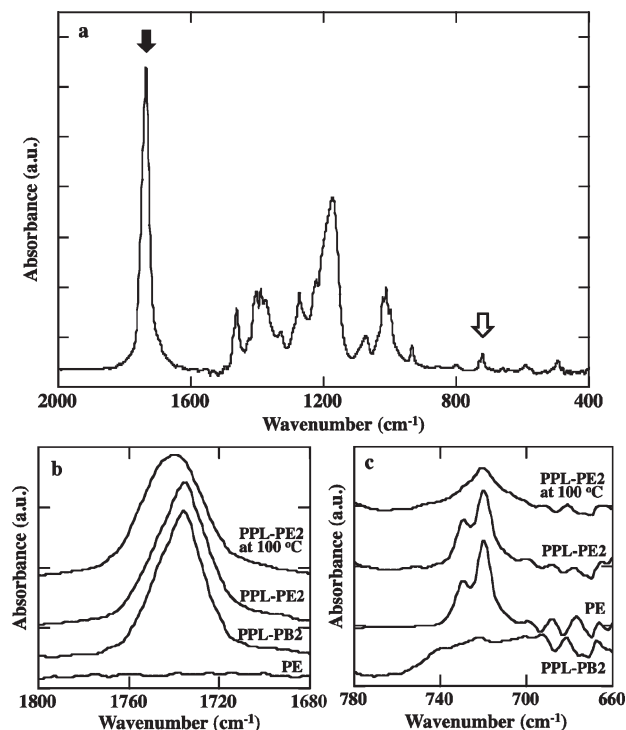 a
Absorbance (a.u.)
2000 1600 1200 800 400
Wavenumber (cm-1)
b
Absorbance (a.u.)
PPL-PE2
at 100 oC
PPL-PE2
PPL-PB2
PE
1800 1760 1720 1680
Wavenumber (cm-1)
c
Absorbance (a.u.)
PPL-PE2
at 100 oC
PPL-PE2
PE
PPL-PB2
780 740 700 660
Wavenumber (cm-1)